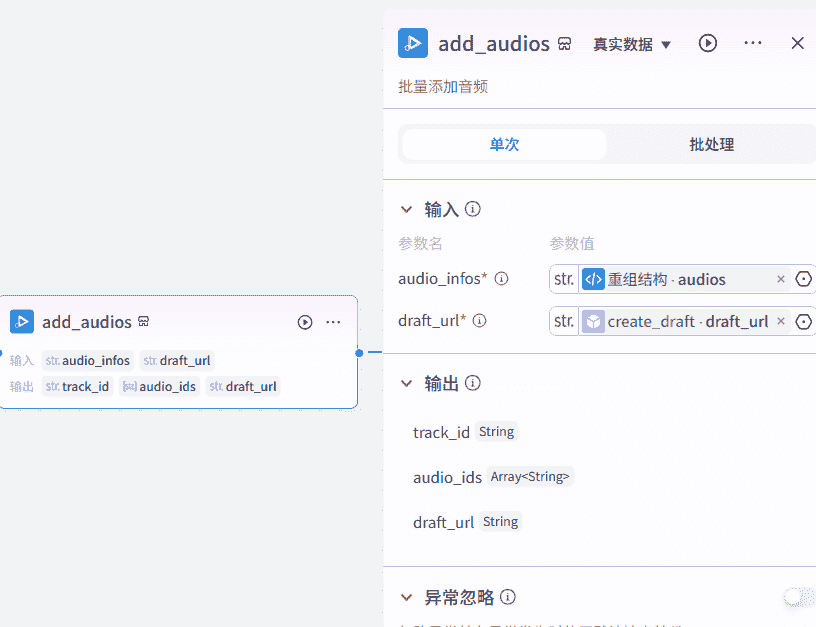 add_audios 真实数据
批量添加音频
单次 批处理
输入
参数名 参数值
audio_infos* str. 重组结构 · audios
draft_url* str. create_draft · draft_url
输出
track_id String
audio_ids Array<String>
draft_url String
异常忽略
add_audios
输入 str. audio_infos str. draft_url
输出 str. track_id audio_ids str. draft_url